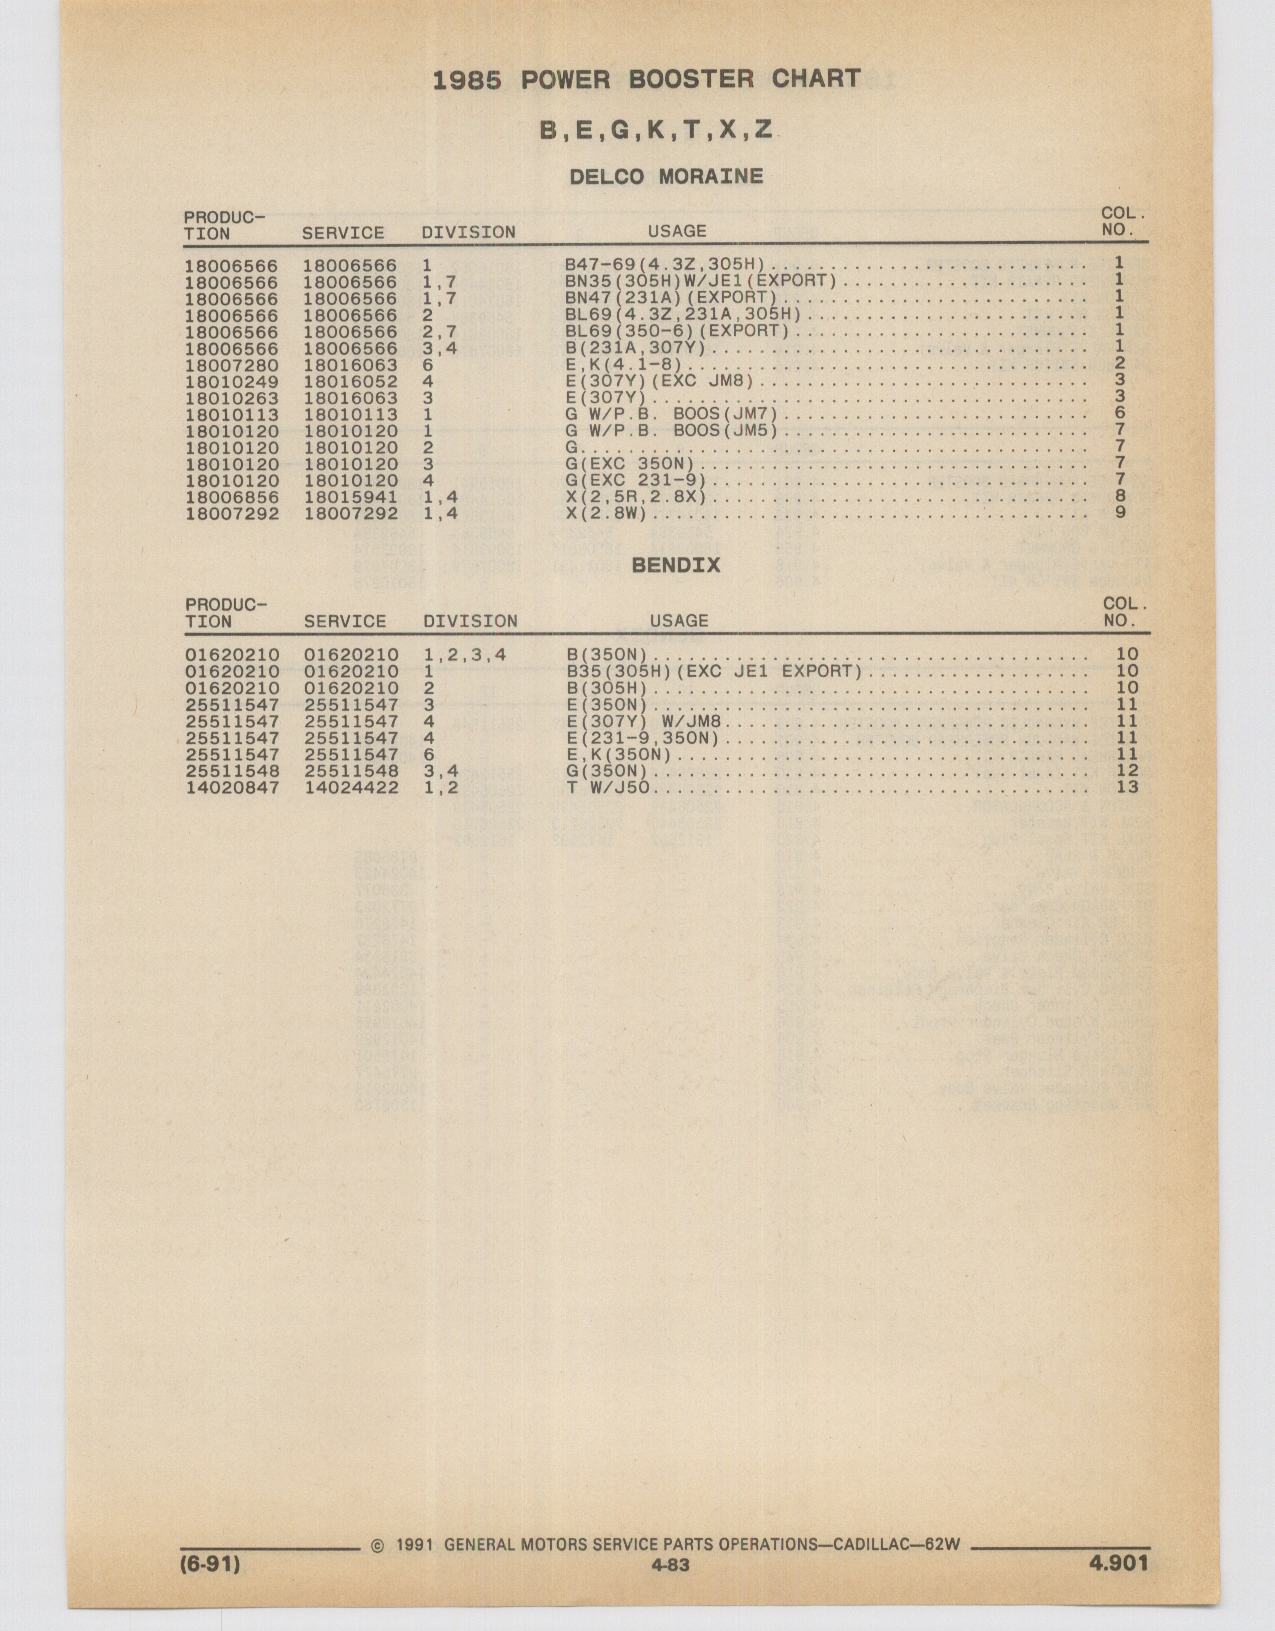 1985 POWER BOOSTER CHART
B,E,G,K,T,X,Z
DELCO MORAINE
PRODUC-
TION SERVICE DIVISION USAGE COL. NO.
18006566 18006566 1 B47-69(4.3Z,305H)........................... 1
18006566 18006566 1,7 BN35(305H)W/JE1(EXPORT)..................... 1
18006566 18006566 1,7 BN47(231A)(EXPORT).......................... 1
18006566 18006566 2 BL69(4.3Z,231A,305H)........................ 1
18006566 18006566 2,7 BL69(350-6)(EXPORT)......................... 1
18006566 18006566 3,4 B(231A,307Y)................................ 1
18007280 18016063 6 E,K(4.1-8).................................. 2
18010249 18016052 4 E(307Y)(EXC JM8)............................ 3
18010263 18016063 3 E(307Y)..................................... 3
18010113 18010113 1 G W/P.B. BOOS(JM7).......................... 6
18010120 18010120 1 G W/P.B. BOOS(JM5).......................... 7
18010120 18010120 2 G........................................... 7
18010120 18010120 3 G(EXC 350N)................................. 7
18010120 18010120 4 G(EXC 231-9)................................ 7
18006856 18015941 1,4 X(2,5R,2.8X)................................ 8
18007292 18007292 1,4 X(2.8W)..................................... 9
BENDIX
PRODUC-
TION SERVICE DIVISION USAGE COL. NO.
01620210 01620210 1,2,3,4 B(350N)..................................... 10
01620210 01620210 1 B35(305H)(EXC JE1 EXPORT)................... 10
01620210 01620210 2 B(305H)..................................... 10
25511547 25511547 3 E(350N)..................................... 11
25511547 25511547 4 E(307Y) W/JM8............................... 11
25511547 25511547 4 E(231-9,350N)............................... 11
25511547 25511547 6 E,K(350N)................................... 11
25511548 25511548 3,4 G(350N)..................................... 12
14020847 14024422 1,2 T W/J50..................................... 13
© 1991 GENERAL MOTORS SERVICE PARTS OPERATIONS—CADILLAC—62W
(6-91) 4-83 4.901